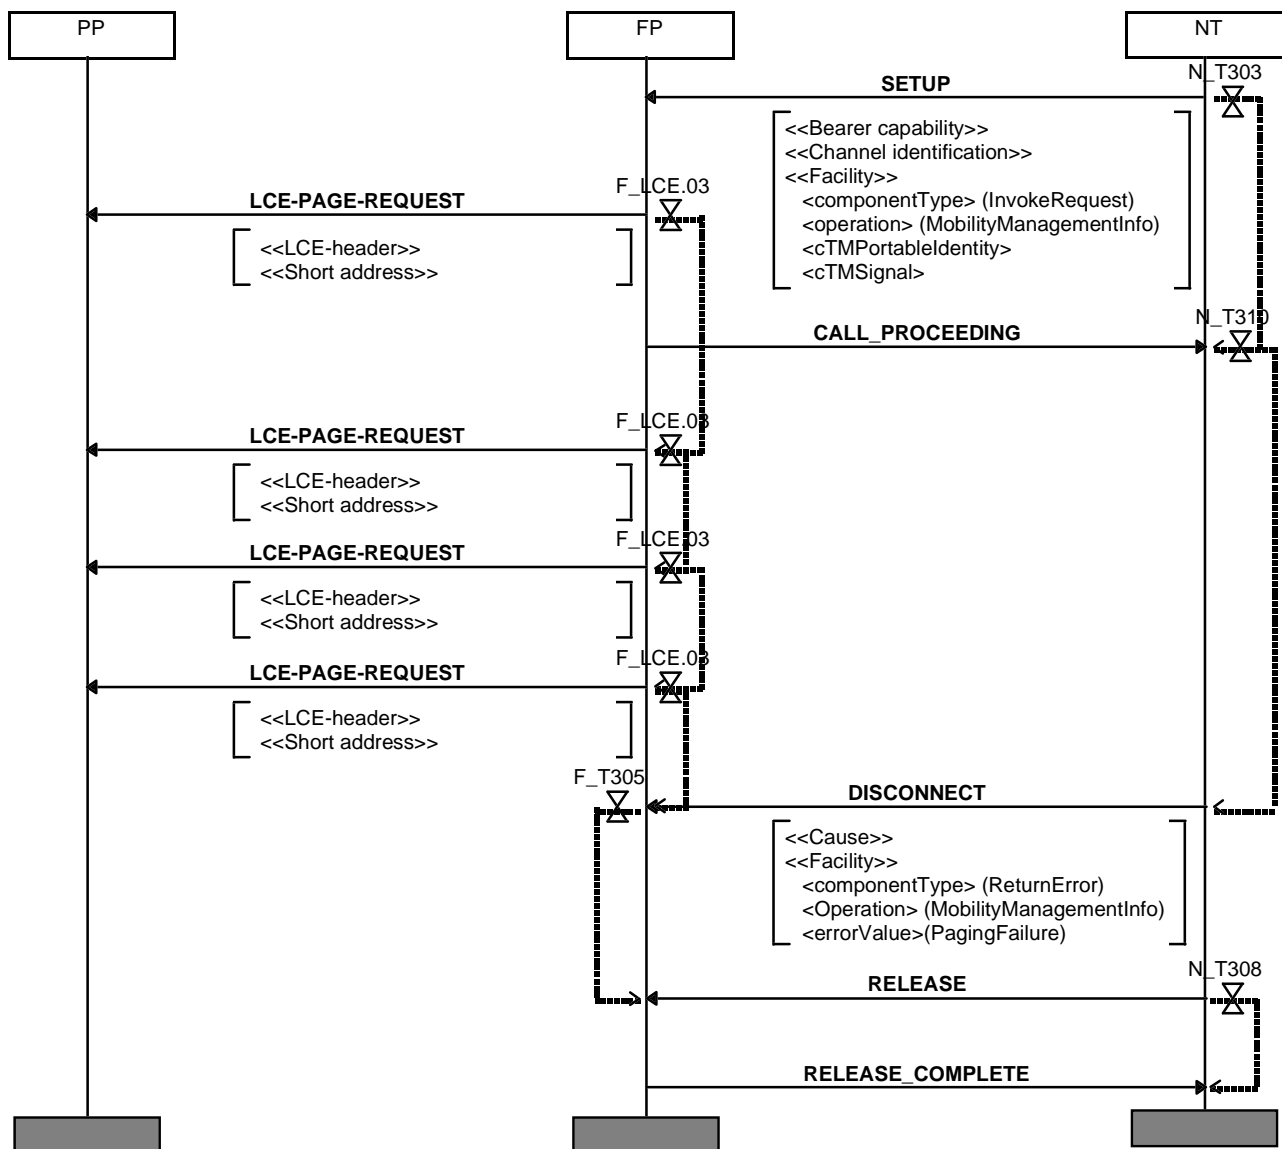 PP
FP
NT
N_T303
SETUP
<<Bearer capability>>
<<Channel identification>>
<<Facility>>
<componentType> (InvokeRequest)
<operation> (MobilityManagementInfo)
<cTMPortableIdentity>
<cTMSignal>
F_LCE.03
LCE-PAGE-REQUEST
<<LCE-header>>
<<Short address>>
N_T310
CALL_PROCEEDING
F_LCE.03
LCE-PAGE-REQUEST
<<LCE-header>>
<<Short address>>
F_LCE.03
LCE-PAGE-REQUEST
<<LCE-header>>
<<Short address>>
F_LCE.03
LCE-PAGE-REQUEST
<<LCE-header>>
<<Short address>>
F_T305
DISCONNECT
<<Cause>>
<<Facility>>
<componentType> (ReturnError)
<Operation> (MobilityManagementInfo)
<errorValue>(PagingFailure)
N_T308
RELEASE
RELEASE_COMPLETE